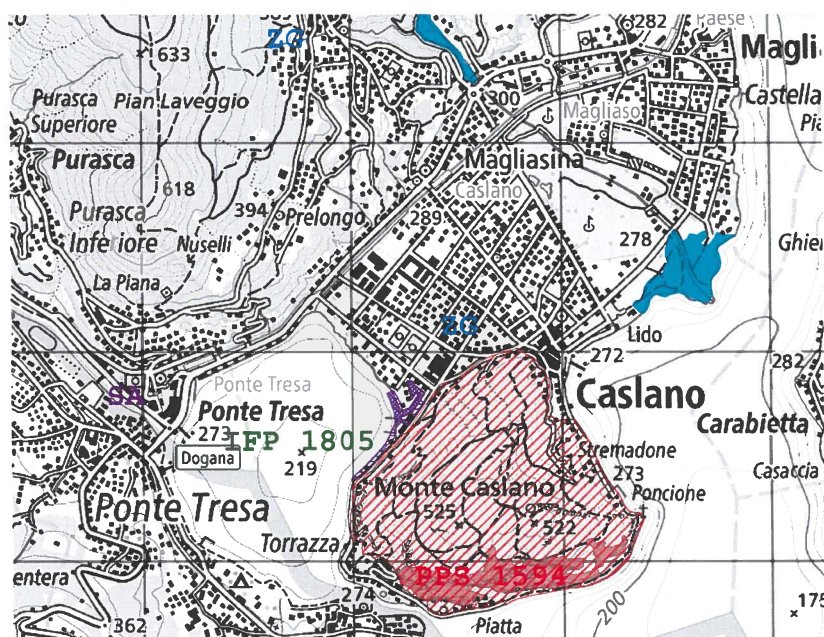 282
Paese
ZG
633
Magli
300
Castella
Purasca
Superiore
Pian Laveggio
Magliaso
Purasca
Magliasina
618
Caslano
Purasca
Inferiore
394
Prelongo
289
Nuselli
278
La Piana
ZG
Lido
272
282
Ponte Tresa
SA
Ponte Tresa
Caslano
Carabietta
273
IFP 1805
Dogana
219
Stremadone
273
Casaccia
Monte Caslano
Poncione
Ponte Tresa
525
522
Torrazza
PPS 1594
entera
274
200
175
362
Piatta